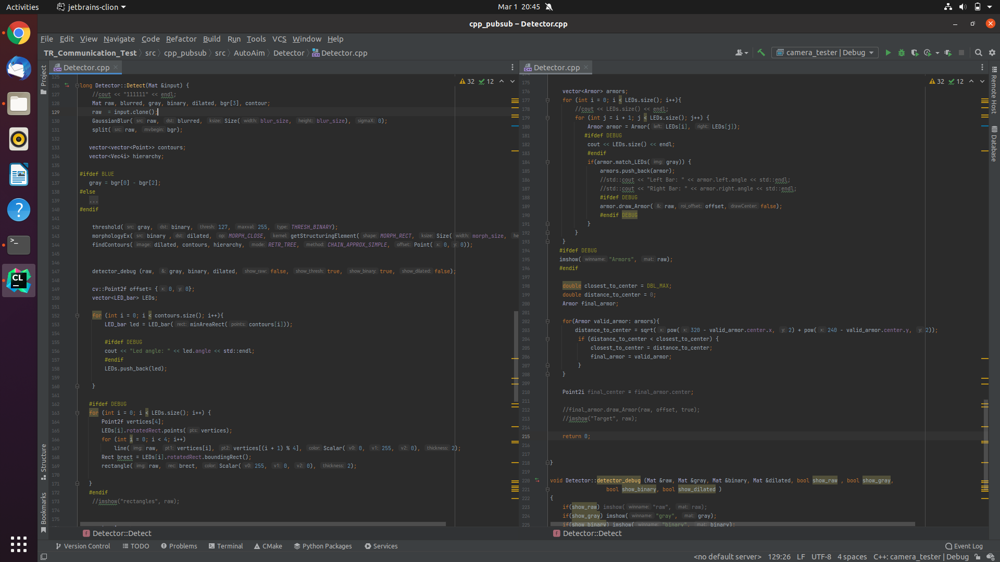 Activities
jetbrains-clion
Mar 1 20:45
cpp_pubsub – Detector.cpp
File Edit View Navigate Code Refactor Build Run Tools VCS Window Help
TR_Communication_Test src cpp_pubsub src AutoAim Detector Detector.cpp
camera_tester | Debug
Project
Detector.cpp
32 12
125
126 long Detector::Detect(Mat &input) {
127 //cout << "111111" << endl;
128 Mat raw, blurred, gray, binary, dilated, bgr[3], contour;
129 raw = input.clone();
130 GaussianBlur( src: raw, dst: blurred, ksize: Size( width: blur_size, height: blur_size), sigmaX: 0);
131 split( src: raw, mvbegin: bgr);
132
133 vector<vector<Point>> contours;
134 vector<Vec4i> hierarchy;
135
136 #ifdef BLUE
137 gray = bgr[0] - bgr[2];
138 #else
139 ...
140 #endif
141
142 threshold( src: gray, dst: binary, thresh: 127, maxval: 255, type: THRESH_BINARY);
143 morphologyEx( src: binary , dst: dilated, op: MORPH_CLOSE, kernel: getStructuringElement( shape: MORPH_RECT, ksize: Size( width: morph_size, he
144 findContours( image: dilated, contours, hierarchy, mode: RETR_TREE, method: CHAIN_APPROX_SIMPLE, offset: Point( x: 0, y: 0));
145
146
147 detector_debug (raw, &: gray, binary, dilated, show_raw: false, show_thresh: true, show_binary: true, show_dilated: false);
148
149 cv::Point2f offset= { x: 0, y: 0};
150 vector<LED_bar> LEDs;
151
152 for (int i = 0; i < contours.size(); i++){
153 LED_bar led = LED_bar( rect: minAreaRect( points: contours[i]));
154
155 #ifdef DEBUG
156 cout << "Led angle: " << led.angle << std::endl;
157 #endif
158 LEDs.push_back(led);
159
160 }
161
162 #ifdef DEBUG
163 for (int i = 0; i < LEDs.size(); i++) {
164 Point2f vertices[4];
165 LEDs[i].rotatedRect.points( pts: vertices);
166 for (int i = 0; i < 4; i++)
167 line( img: raw, pt1: vertices[i], pt2: vertices[(i + 1) % 4], color: Scalar( v0: 0, v1: 255, v2: 0), thickness: 2);
168 Rect brect = LEDs[i].rotatedRect.boundingRect();
169 rectangle( img: raw, rec: brect, color: Scalar( v0: 255, v1: 0, v2: 0), thickness: 2);
170
171 }
172 #endif
173 //imshow("rectangles", raw);
174
175
Detector::Detect
Detector.cpp
32 12
175
176 vector<Armor> armors;
177 for (int i = 0; i < LEDs.size(); i++){
178 //cout << LEDs.size() << endl;
179 for (int j = i + 1; j < LEDs.size(); j++) {
180 Armor armor = Armor( left: LEDs[i], right: LEDs[j]);
181 #ifdef DEBUG
182 cout << LEDs.size() << endl;
183 #endif
184 if(armor.match_LEDs( img: gray)) {
185 armors.push_back(armor);
186 //std::cout << "Left Bar: " << armor.left.angle << std::endl;
187 //std::cout << "Right Bar: " << armor.right.angle << std::endl;
188 #ifdef DEBUG
189 armor.draw_Armor( &: raw, roi_offset: offset, drawCenter: false);
190 #endif DEBUG
191 }
192 }
193 }
194 #ifdef DEBUG
195 imshow( winname: "Armors", mat: raw);
196 #endif
197
198 double closest_to_center = DBL_MAX;
199 double distance_to_center = 0;
200 Armor final_armor;
201
202 for(Armor valid_armor: armors){
203 distance_to_center = sqrt( x: pow( x: 320 - valid_armor.center.x, y: 2) + pow( x: 240 - valid_armor.center.y, y: 2));
204 if (distance_to_center < closest_to_center) {
205 closest_to_center = distance_to_center;
206 final_armor = valid_armor;
207 }
208 }
209
210 Point2i final_center = final_armor.center;
211
212 //final_armor.draw_Armor(raw, offset, true);
213 //imshow("Target", raw);
214
215 return 0;
216
217
218 }
219
220 void Detector::detector_debug (Mat &raw, Mat &gray, Mat &binary, Mat &dilated, bool show_raw , bool show_gray,
221 bool show_binary, bool show_dilated )
222 {
223 if(show_raw) imshow( winname: "raw", mat: raw);
224 if(show_gray) imshow( winname: "gray", mat: gray);
225 if(show_binary) imshow( winname: "binary", mat: binary);
Detector::Detect
Remote Host
Database
Structure
Bookmarks
Version Control TODO Problems Terminal CMake Python Packages Services
Event Log
<no default server> 129:26 LF UTF-8 4 spaces C++: camera_tester | Debug
CL